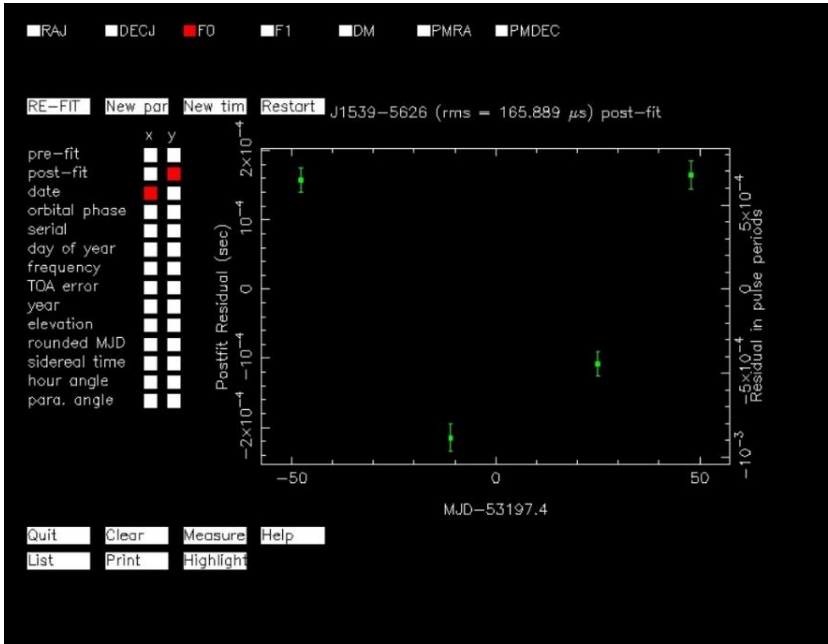 RAJ DECJ F0 F1 DM PMRA PMDEC
RE-FIT New par New tim Restart J1539-5626 (rms = 165.889 μs) post-fit
x y
pre-fit
post-fit
date
orbital phase
serial
day of year
frequency
TOA error
year
elevation
rounded MJD
sidereal time
hour angle
para. angle
Postfit Residual (sec)
2×10⁻⁴
10⁻⁴
0
-10⁻⁴
-2×10⁻⁴
5×10⁻⁴
0
-5×10⁻⁴
-10⁻³
Residual in pulse periods
-50 0 50
MJD-53197.4
Quit Clear Measure Help
List Print Highlight